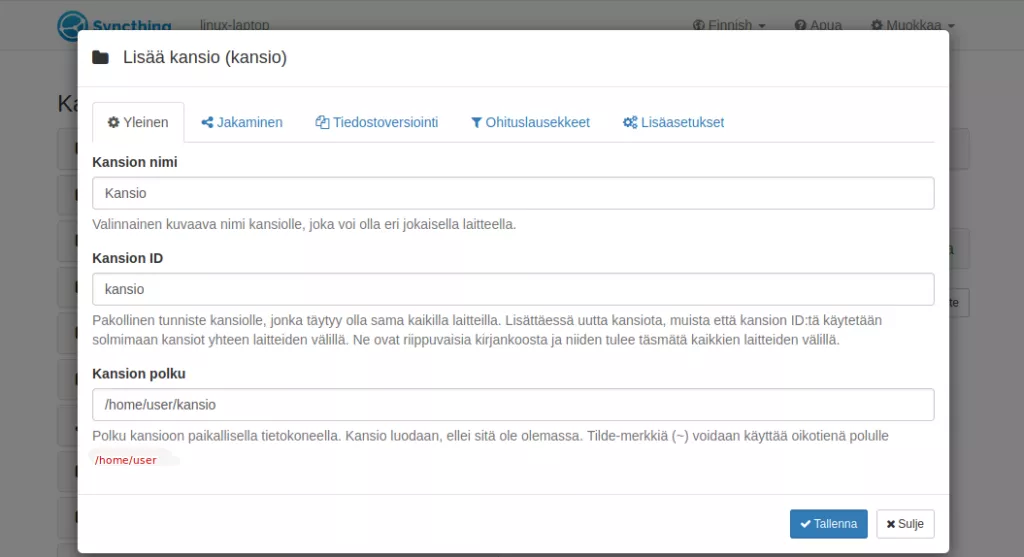 Syncthing linux-laptop Finnish Apua Muokkaa
Lisää kansio (kansio)
Yleinen Jakaminen Tiedostoversiointi Ohituslausekkeet Lisäasetukset
Kansion nimi
Kansio
Valinnainen kuvaava nimi kansiolle, joka voi olla eri jokaisella laitteella.
Kansion ID
kansio
Pakollinen tunniste kansiolle, jonka täytyy olla sama kaikilla laitteilla. Lisättäessä uutta kansiota, muista että kansion ID:tä käytetään
solmimaan kansiot yhteen laitteiden välillä. Ne ovat riippuvaisia kirjankoosta ja niiden tulee täsmätä kaikkien laitteiden välillä.
Kansion polku
/home/user/kansio
Polku kansioon paikallisella tietokoneella. Kansio luodaan, ellei sitä ole olemassa. Tilde-merkkiä (~) voidaan käyttää oikotienä polulle
/home/user
Tallenna Sulje